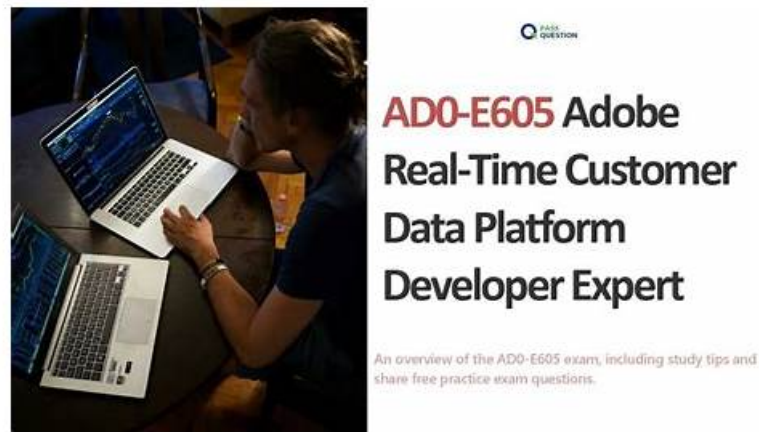 PASS
QUESTION
AD0-E605 Adobe
Real-Time Customer
Data Platform
Developer Expert
An overview of the AD0-E605 exam, including study tips and
share free practice exam questions.